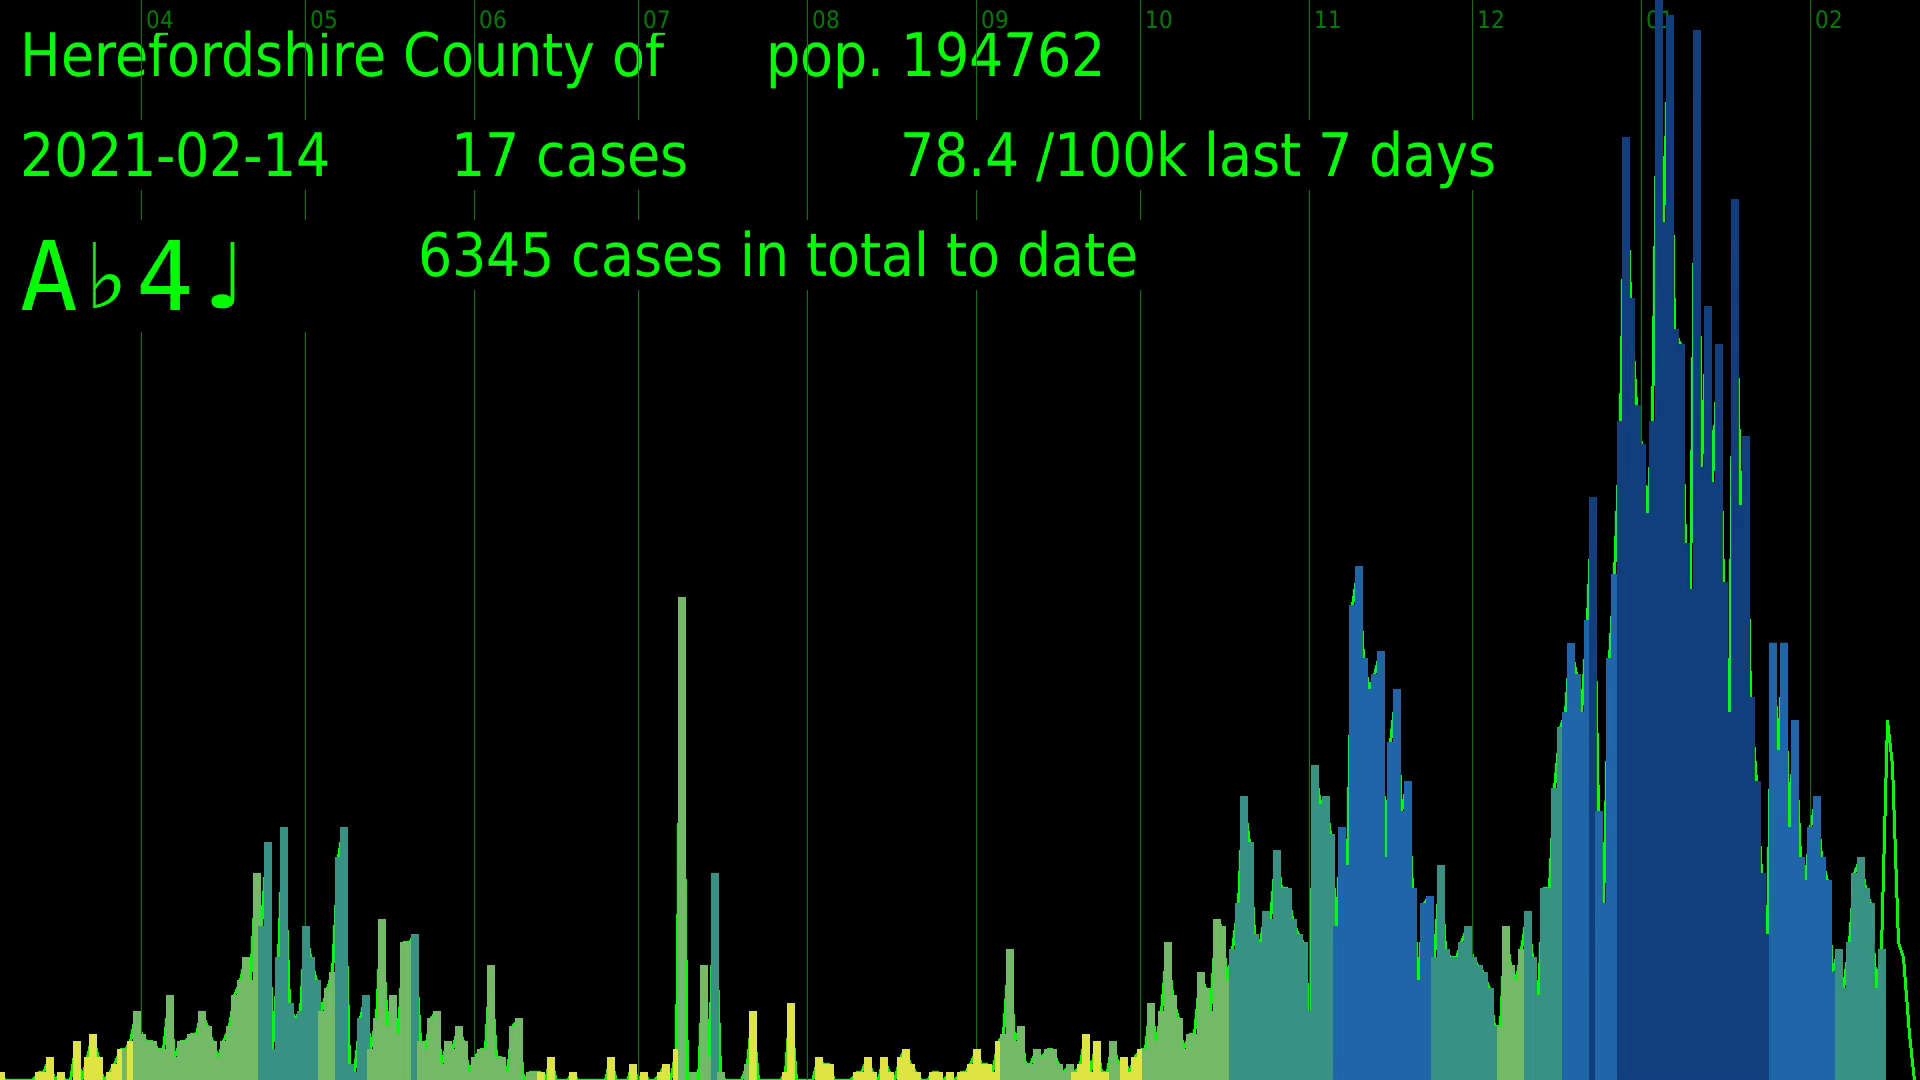 04 05 06 07 08 09 10 11 12 01 02
Herefordshire County of pop. 194762
2021-02-14 17 cases 78.4 /100k last 7 days
A♭4♩ 6345 cases in total to date